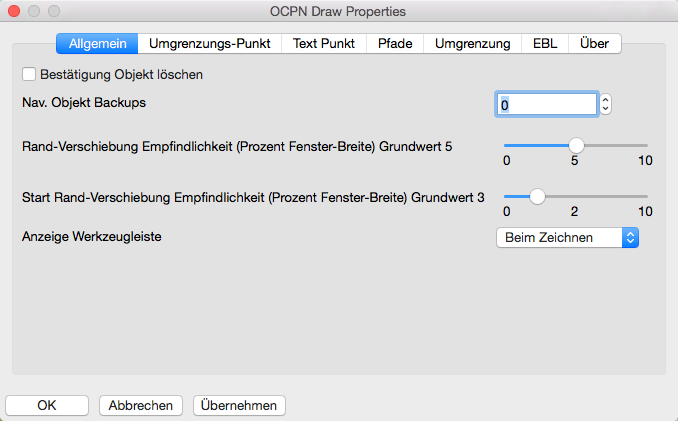 OCPN Draw Properties
Allgemein Umgrenzungs-Punkt Text Punkt Pfade Umgrenzung EBL Über
Bestätigung Objekt löschen
Nav. Objekt Backups 0
Rand-Verschiebung Empfindlichkeit (Prozent Fenster-Breite) Grundwert 5
0 5 10
Start Rand-Verschiebung Empfindlichkeit (Prozent Fenster-Breite) Grundwert 3
0 2 10
Anzeige Werkzeugleiste Beim Zeichnen
OK Abbrechen Übernehmen